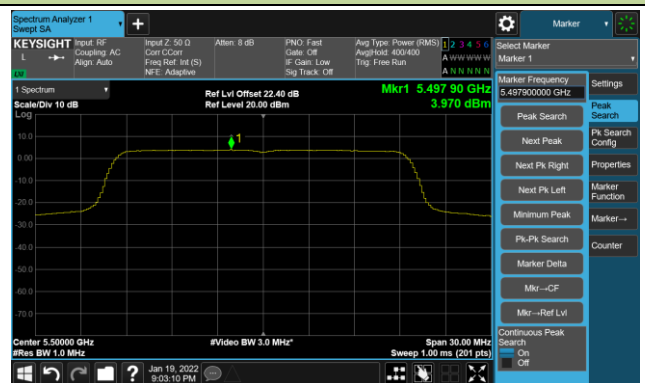 Spectrum Analyzer 1
Swept SA
Marker
KEYSIGHT
L
LXI
Input: RF
Coupling: AC
Align: Auto
Input Z: 50 Ω
Corr CCorr
Freq Ref: Int (S)
NFE: Adaptive
Atten: 8 dB
PNO: Fast
Gate: Off
IF Gain: Low
Sig Track: Off
Avg Type: Power (RMS)
Avg|Hold: 400/400
Trig: Free Run
1 2 3 4 5 6
A W W W W W
A N N N N N
Select Marker
Marker 1
1 Spectrum
Scale/Div 10 dB
Log
Ref Lvl Offset 22.40 dB
Ref Level 20.00 dBm
Mkr1 5.497 90 GHz
3.970 dBm
1
10.0
0.00
-10.0
-20.0
-30.0
-40.0
-50.0
-60.0
-70.0
Center 5.50000 GHz
#Res BW 1.0 MHz
#Video BW 3.0 MHz*
Span 30.00 MHz
Sweep 1.00 ms (201 pts)
Marker Frequency
5.497900000 GHz
Peak Search
Next Peak
Next Pk Right
Next Pk Left
Minimum Peak
Pk-Pk Search
Marker Delta
Mkr→CF
Mkr→Ref Lvl
Continuous Peak
Search
On
Off
Settings
Peak
Search
Pk Search
Config
Properties
Marker
Function
Marker→
Counter
?
Jan 19, 2022
9:03:10 PM